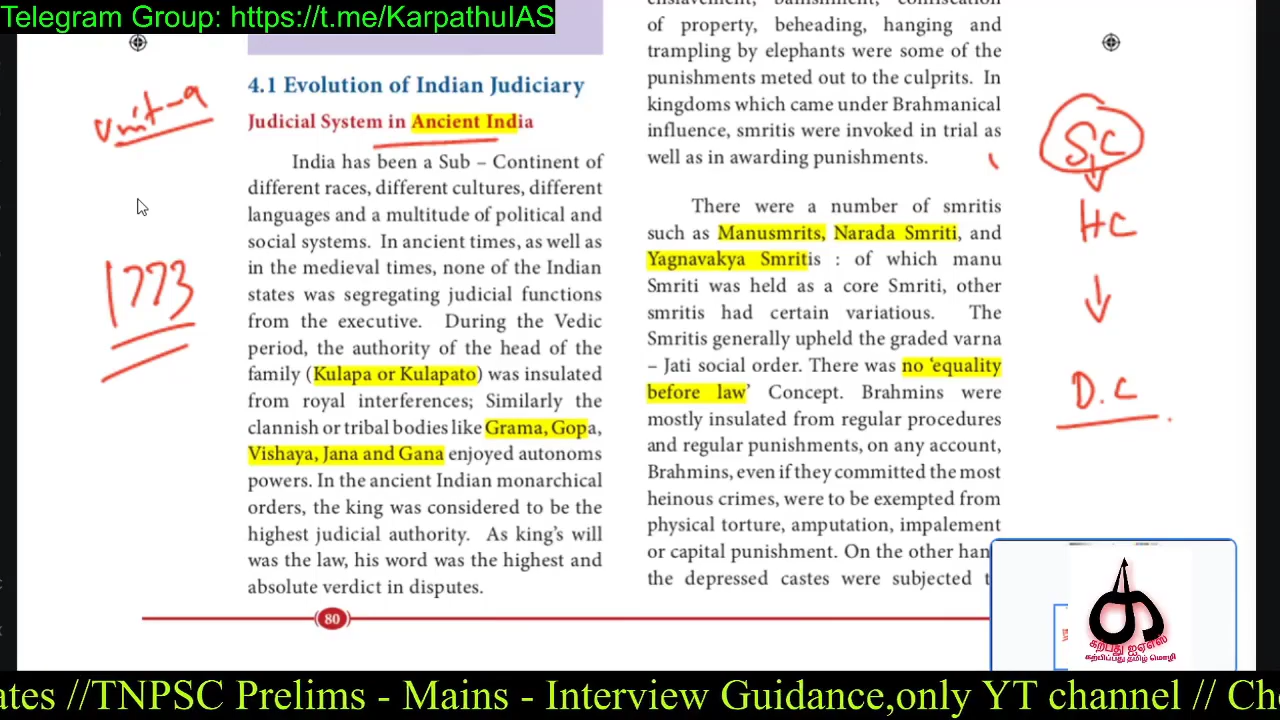 Telegram Group: https://t.me/KarpathuIAS
4.1 Evolution of Indian Judiciary
Judicial System in Ancient India
India has been a Sub – Continent of
different races, different cultures, different
languages and a multitude of political and
social systems. In ancient times, as well as
in the medieval times, none of the Indian
states was segregating judicial functions
from the executive. During the Vedic
period, the authority of the head of the
family (Kulapa or Kulapato) was insulated
from royal interferences; Similarly the
clannish or tribal bodies like Grama, Gopa,
Vishaya, Jana and Gana enjoyed autonoms
powers. In the ancient Indian monarchical
orders, the king was considered to be the
highest judicial authority. As king’s will
was the law, his word was the highest and
absolute verdict in disputes.
80
of property, beheading, hanging and
trampling by elephants were some of the
punishments meted out to the culprits. In
kingdoms which came under Brahmanical
influence, smritis were invoked in trial as
well as in awarding punishments.
There were a number of smritis
such as Manusmrits, Narada Smriti, and
Yagnavakya Smritis : of which manu
Smriti was held as a core Smriti, other
smritis had certain variatious. The
Smritis generally upheld the graded varna
– Jati social order. There was no ‘equality
before law’ Concept. Brahmins were
mostly insulated from regular procedures
and regular punishments, on any account,
Brahmins, even if they committed the most
heinous crimes, were to be exempted from
physical torture, amputation, impalement
or capital punishment. On the other han
the depressed castes were subjected
Unit-9
1773
SC
HC
D.C
கற்பது ஐஏஎஸ்
கற்பிப்பது தமிழ் மொழி
ates //TNPSC Prelims - Mains - Interview Guidance,only YT channel // Ch